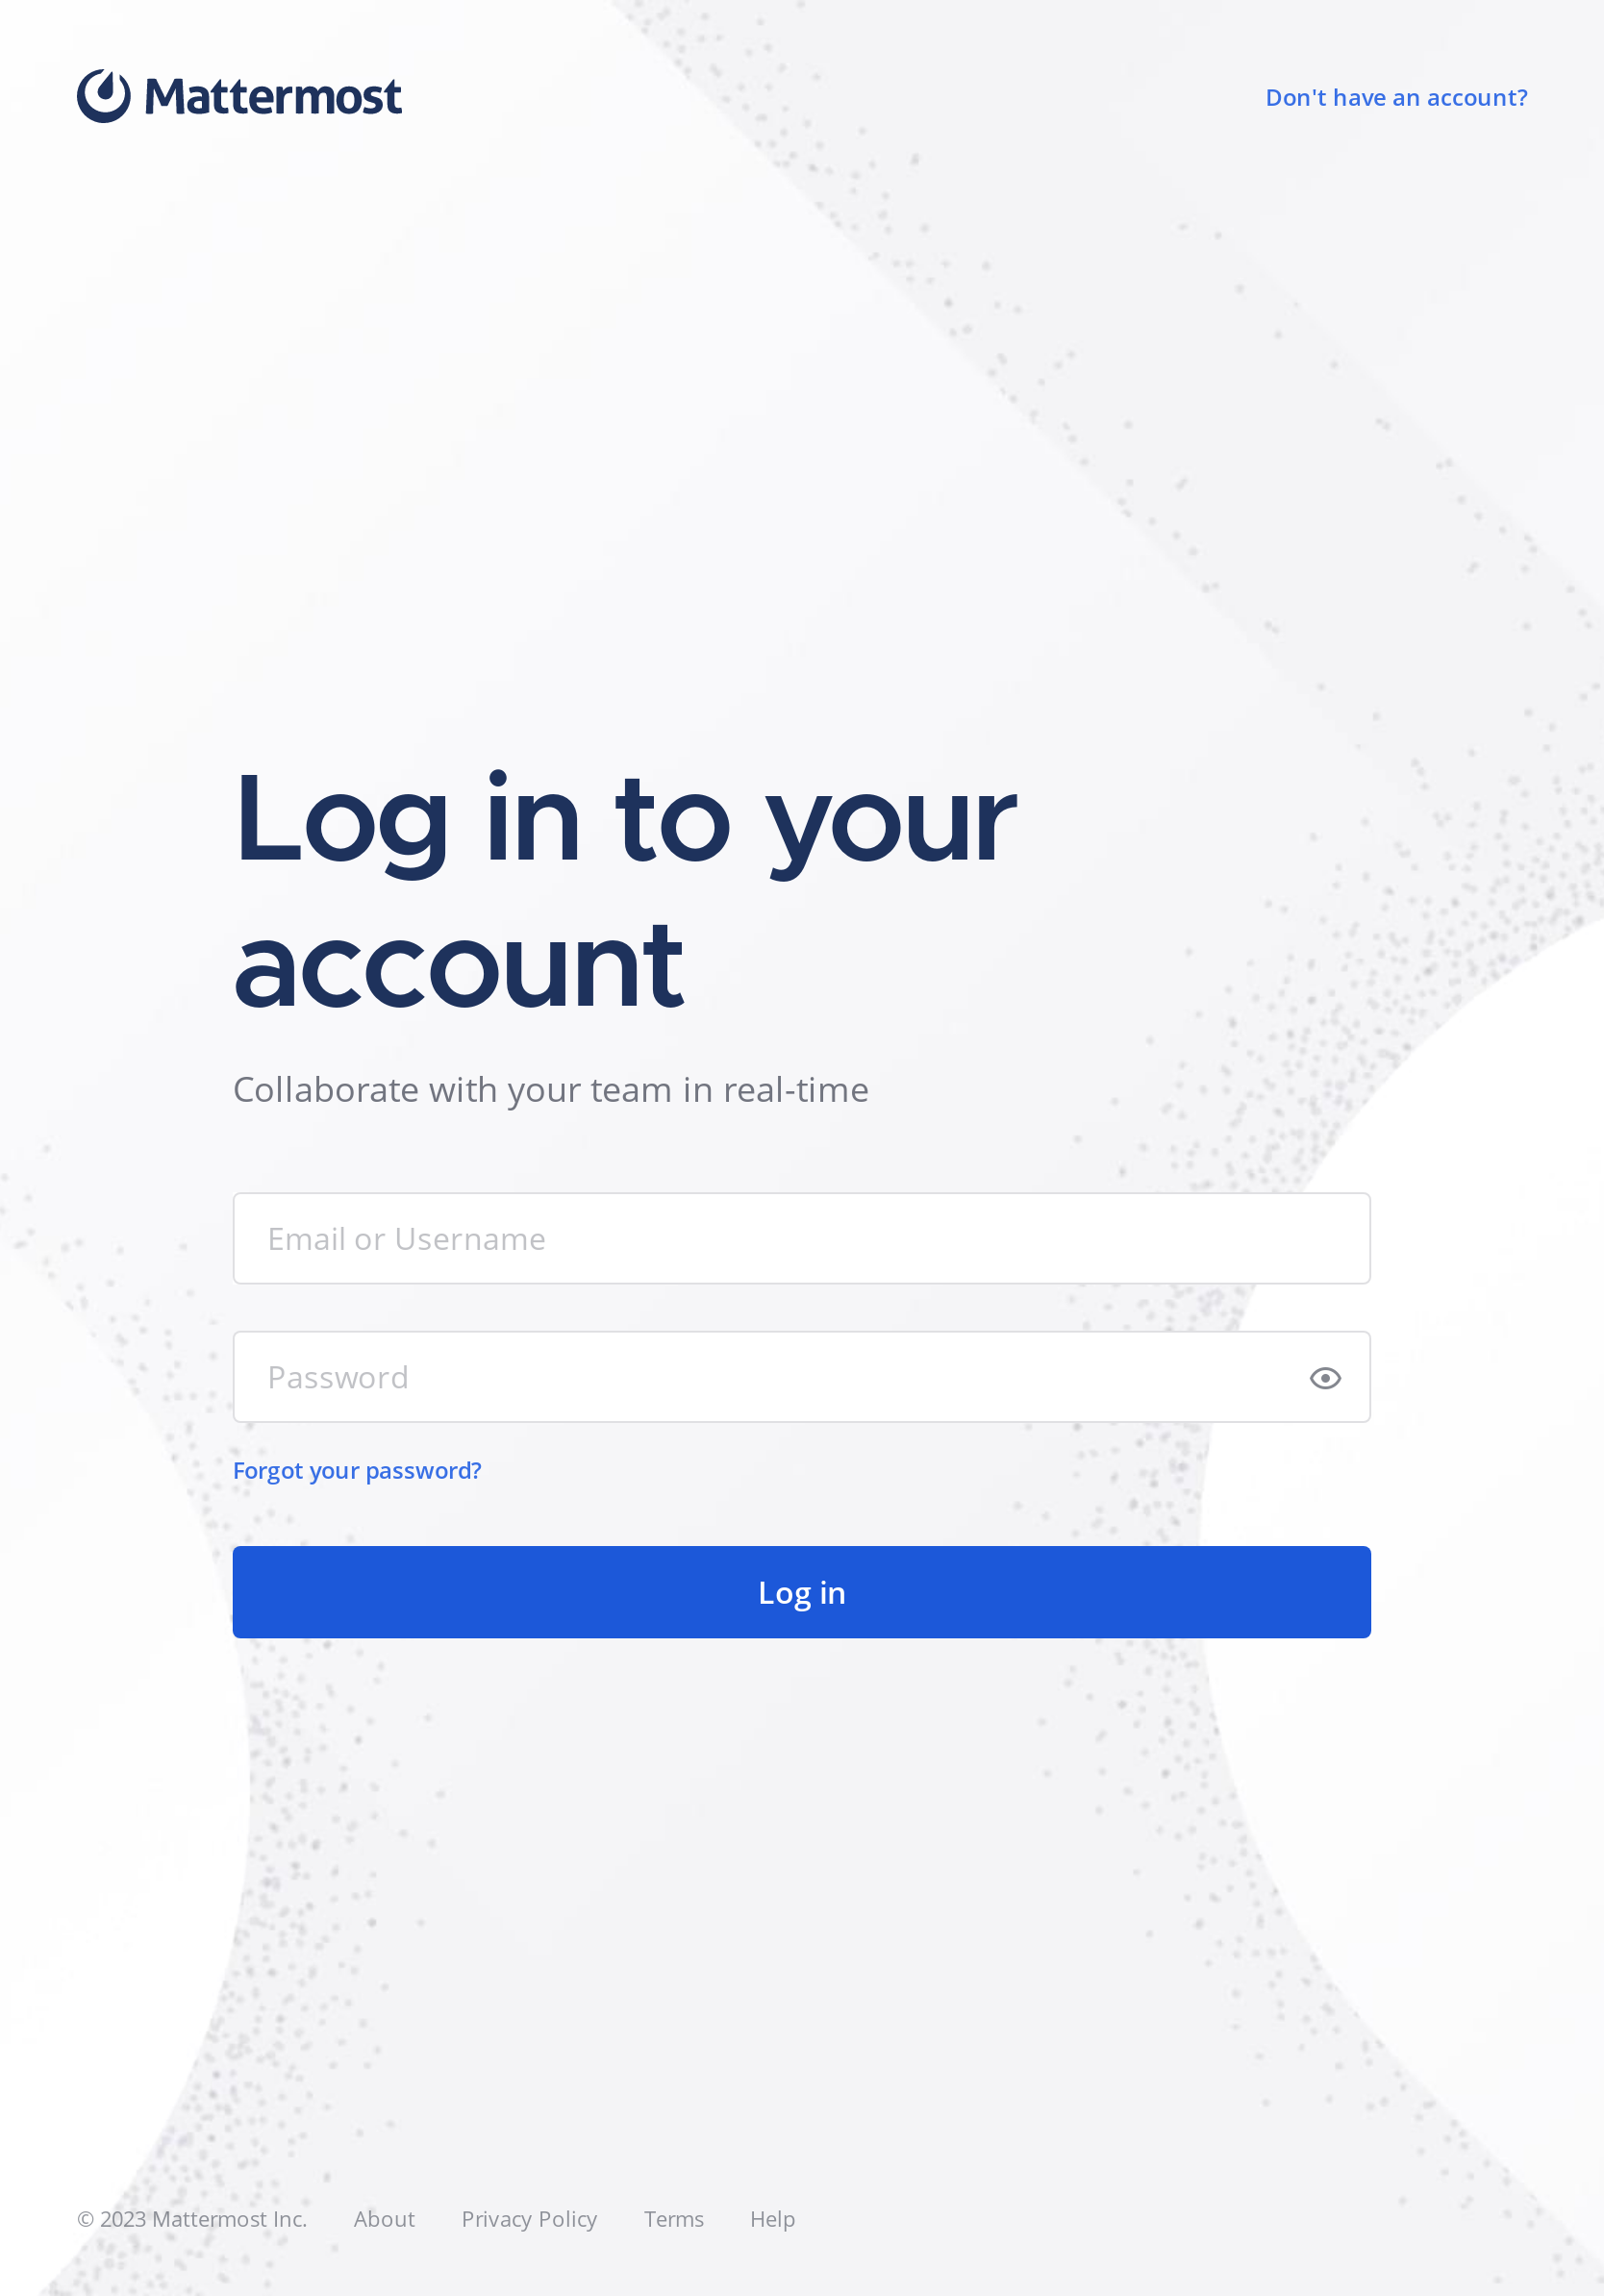 Mattermost
Don't have an account?
Log in to your
account
Collaborate with your team in real-time
Email or Username
Password
Forgot your password?
Log in
© 2023 Mattermost Inc. About Privacy Policy Terms Help